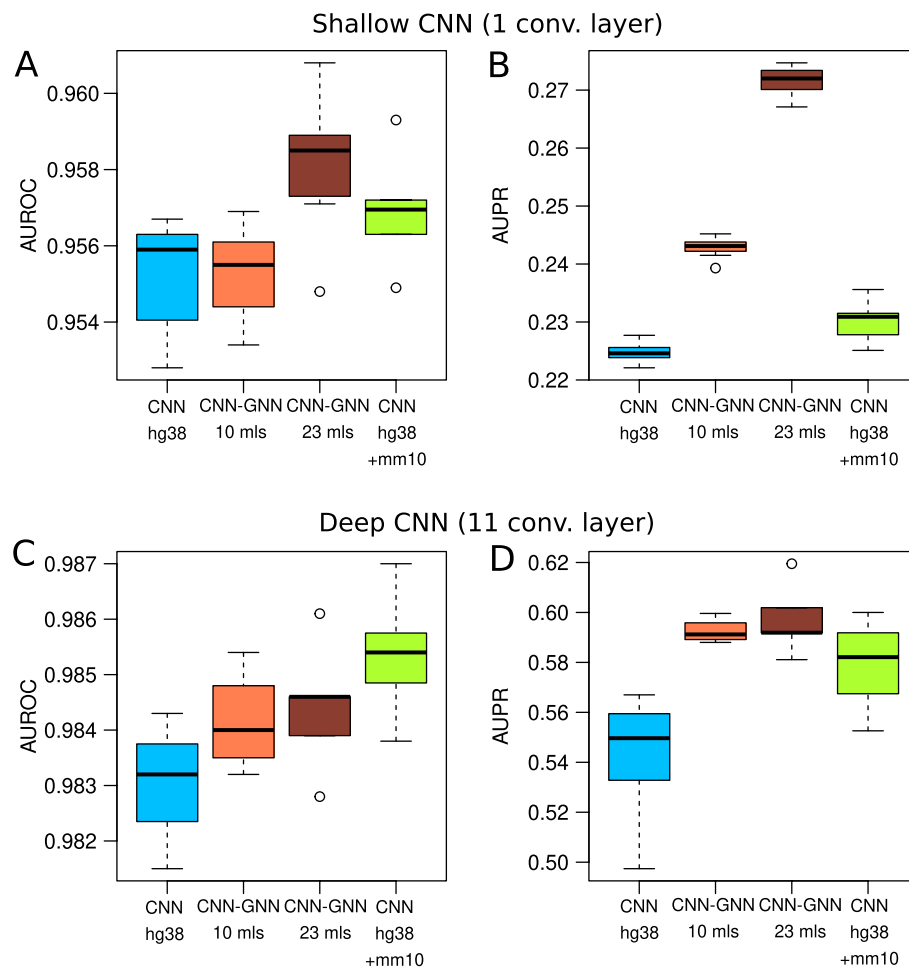 Shallow CNN (1 conv. layer)
A
B
AUROC
0.960
0.958
0.956
0.954
CNN
hg38
CNN-GNN
10 mls
CNN-GNN
23 mls
CNN
hg38
+mm10
AUPR
0.27
0.26
0.25
0.24
0.23
0.22
CNN
hg38
CNN-GNN
10 mls
CNN-GNN
23 mls
CNN
hg38
+mm10
Deep CNN (11 conv. layer)
C
D
AUROC
0.987
0.986
0.985
0.984
0.983
0.982
CNN
hg38
CNN-GNN
10 mls
CNN-GNN
23 mls
CNN
hg38
+mm10
AUPR
0.62
0.60
0.58
0.56
0.54
0.50
CNN
hg38
CNN-GNN
10 mls
CNN-GNN
23 mls
CNN
hg38
+mm10